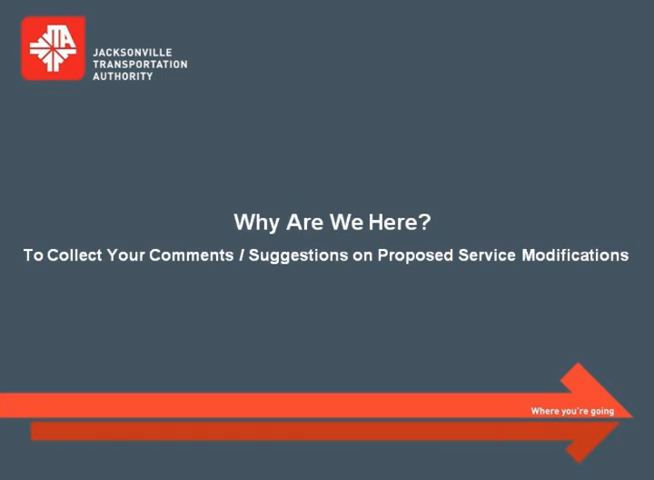 JTA
JACKSONVILLE
TRANSPORTATION
AUTHORITY
Why Are We Here?
To Collect Your Comments / Suggestions on Proposed Service Modifications
Where you're going